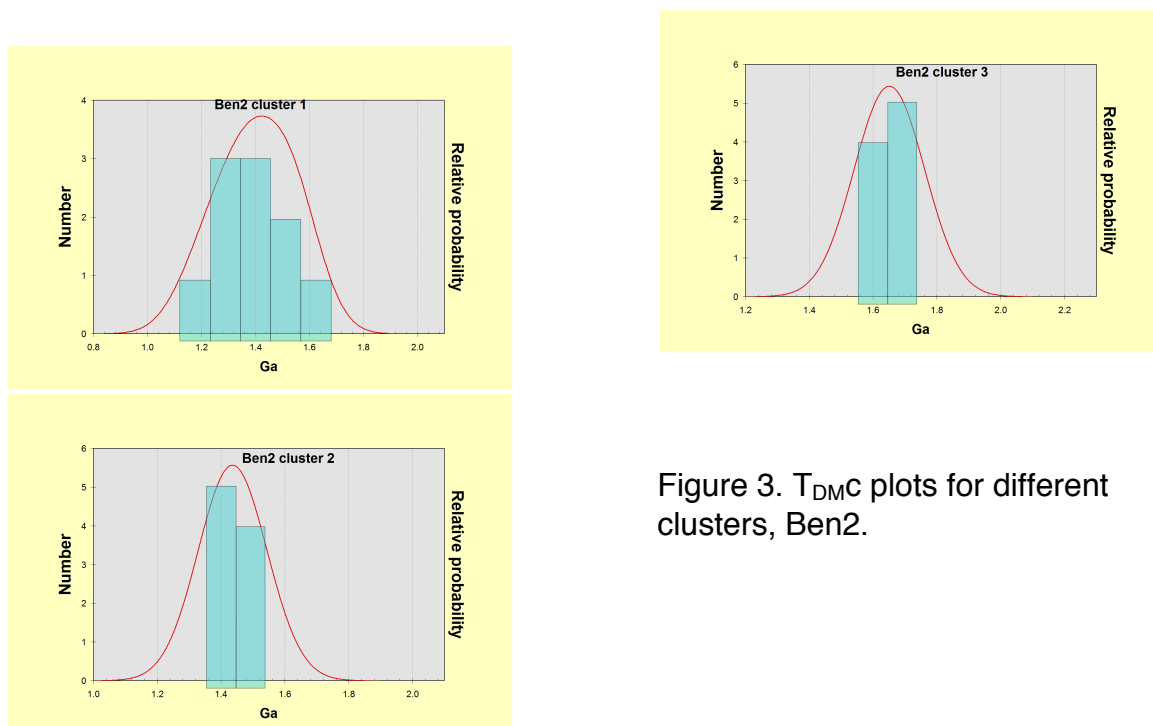 Ben2 cluster 1
Number
Relative probability
4
3
2
1
0
0.8 1.0 1.2 1.4 1.6 1.8 2.0
Ga
Ben2 cluster 3
Number
Relative probability
6
5
4
3
2
1
0
1.2 1.4 1.6 1.8 2.0 2.2
Ga
Ben2 cluster 2
Number
Relative probability
6
5
4
3
2
1
0
1.0 1.2 1.4 1.6 1.8 2.0
Ga
Figure 3. TDMc plots for different
clusters, Ben2.